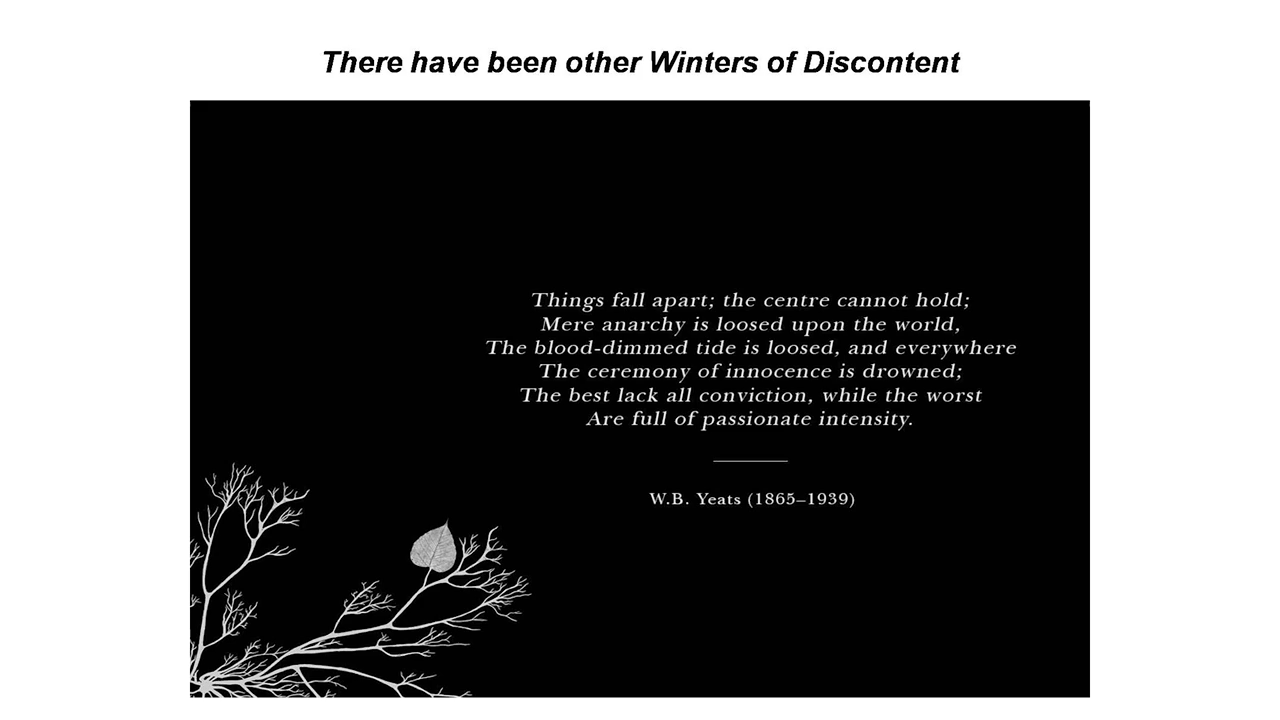 There have been other Winters of Discontent
Things fall apart; the centre cannot hold;
Mere anarchy is loosed upon the world,
The blood-dimmed tide is loosed, and everywhere
The ceremony of innocence is drowned;
The best lack all conviction, while the worst
Are full of passionate intensity.
W.B. Yeats (1865–1939)